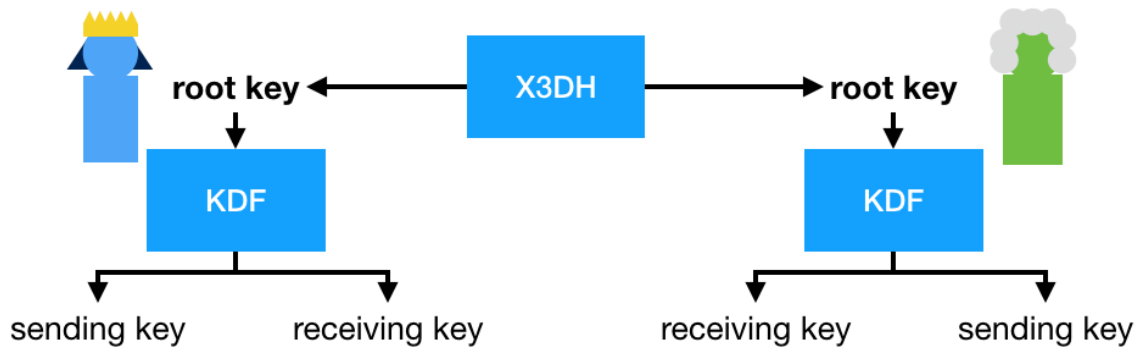 X3DH
root key
root key
KDF
KDF
sending key
receiving key
receiving key
sending key